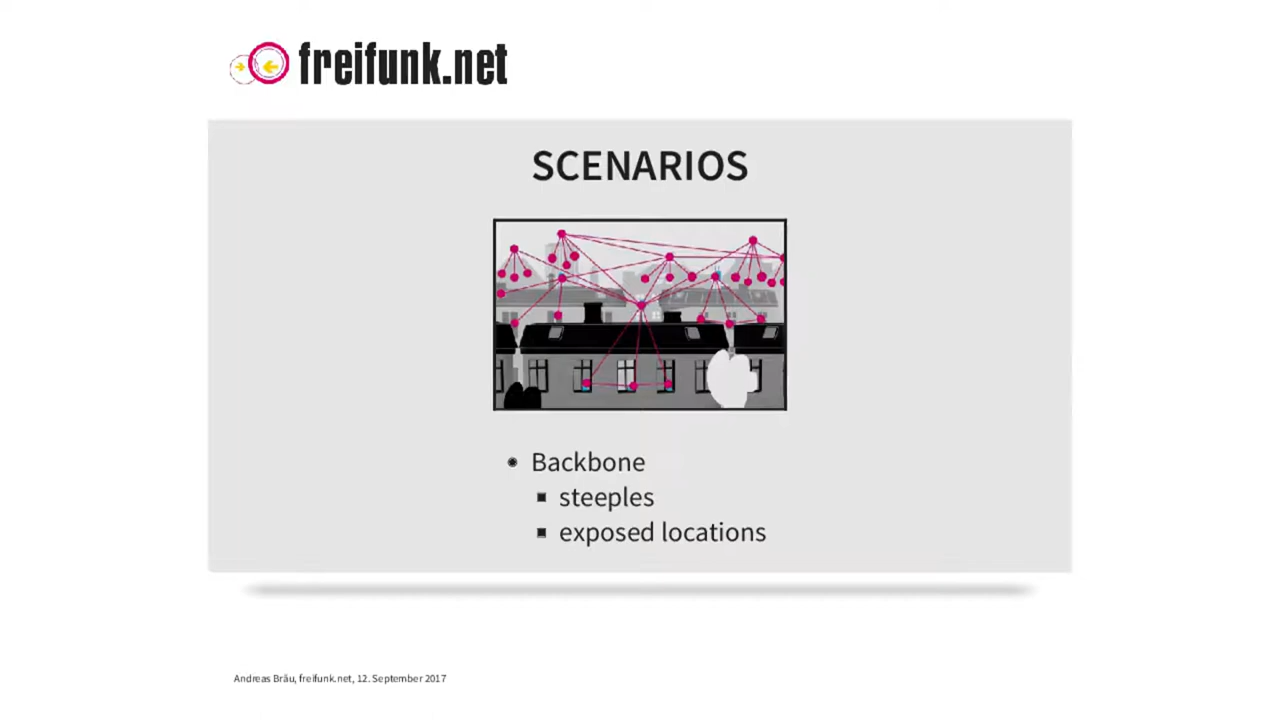 freifunk.net
SCENARIOS
Backbone
steeples
exposed locations
Andreas Bräu, freifunk.net, 12. September 2017